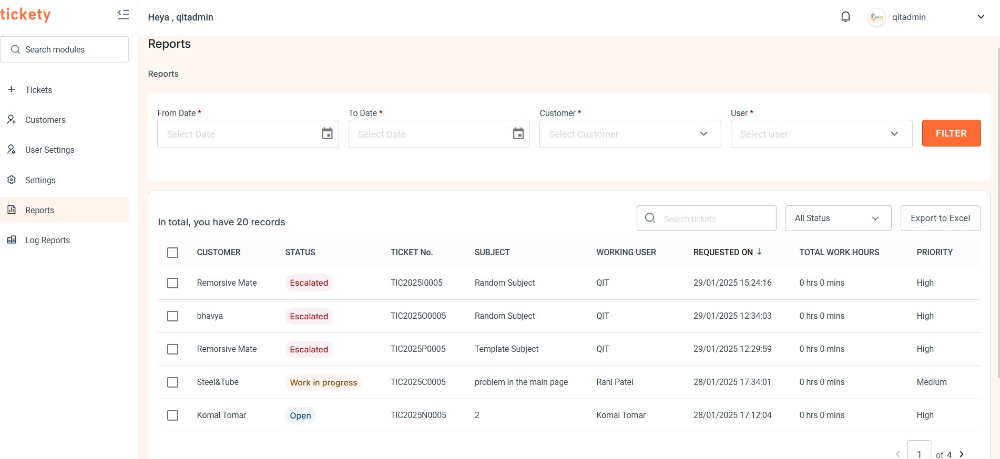 tickety
Heya , qitadmin
qitadmin
Search modules
Tickets
Customers
User Settings
Settings
Reports
Log Reports
Reports
Reports
From Date * To Date * Customer * User *
Select Date Select Date Select Customer Select User FILTER
In total, you have 20 records Search tickets All Status Export to Excel
CUSTOMER STATUS TICKET No. SUBJECT WORKING USER REQUESTED ON ↓ TOTAL WORK HOURS PRIORITY
Remorsive Mate Escalated TIC2025I0005 Random Subject QIT 29/01/2025 15:24:16 0 hrs 0 mins High
bhavya Escalated TIC2025O0005 Random Subject QIT 29/01/2025 12:34:03 0 hrs 0 mins High
Remorsive Mate Escalated TIC2025P0005 Template Subject QIT 29/01/2025 12:29:59 0 hrs 0 mins High
Steel&Tube Work in progress TIC2025C0005 problem in the main page Rani Patel 28/01/2025 17:34:01 0 hrs 0 mins Medium
Komal Tomar Open TIC2025N0005 2 Komal Tomar 28/01/2025 17:12:04 0 hrs 0 mins High
1 of 4